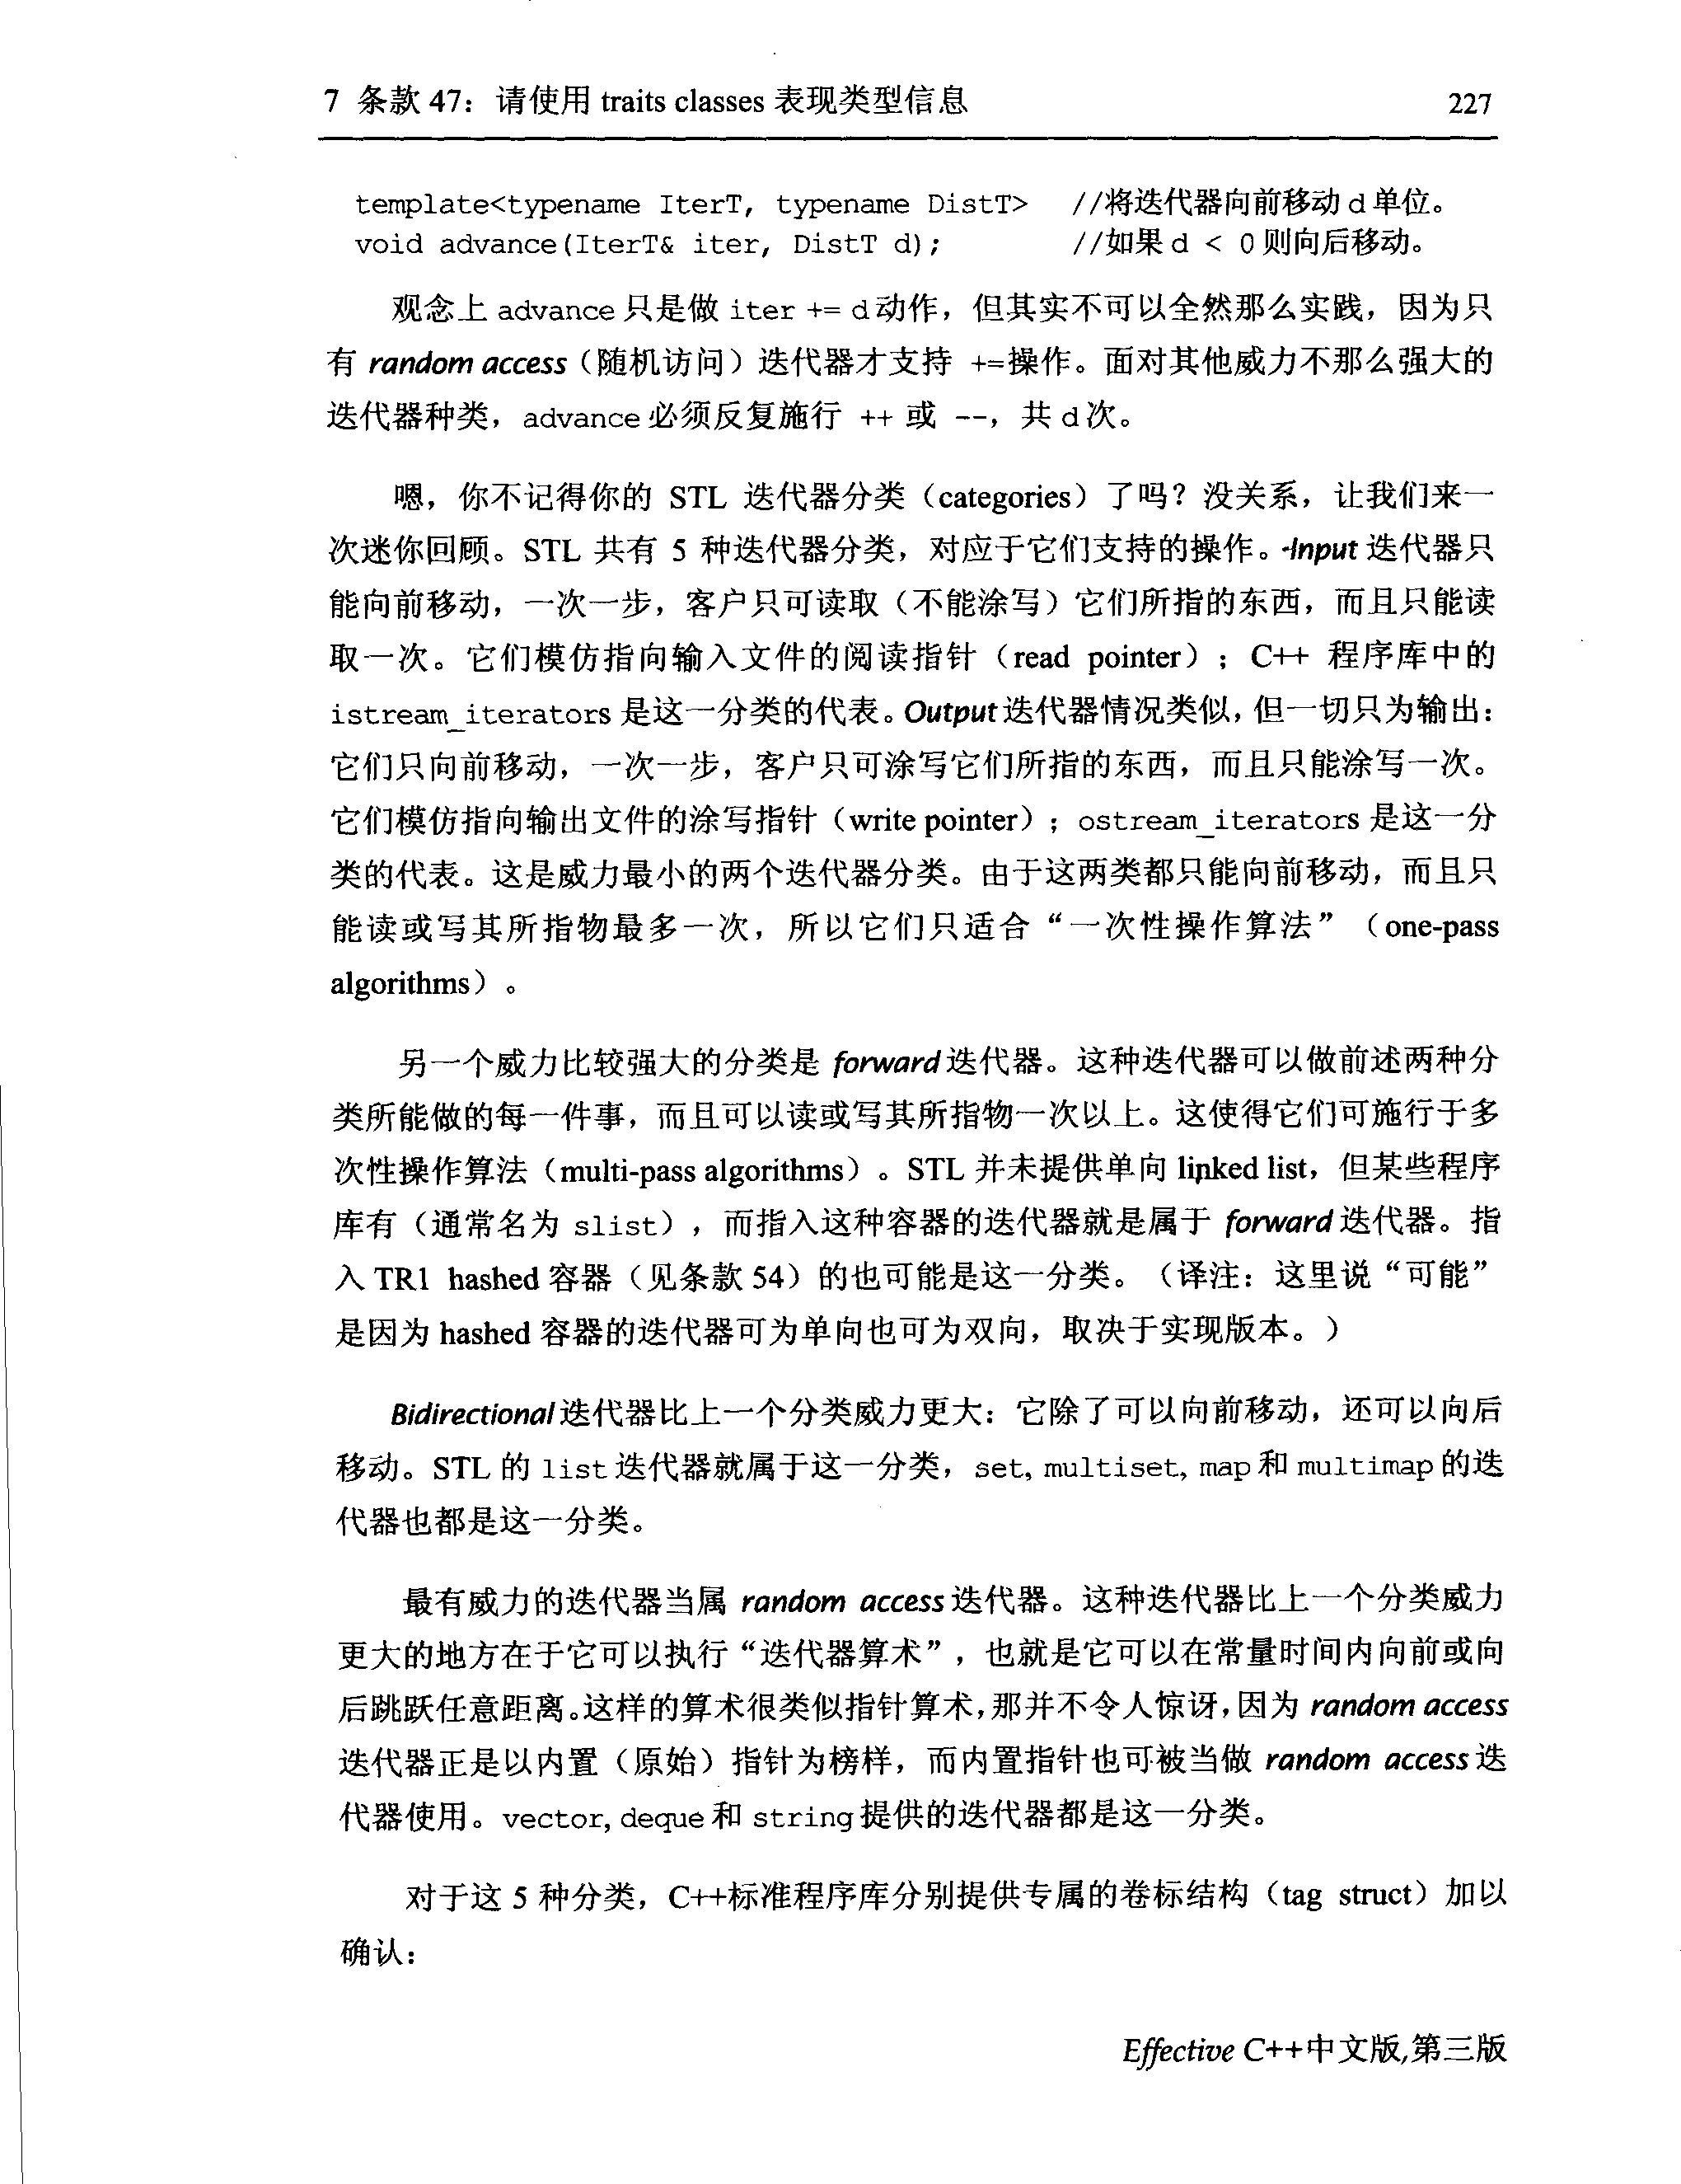 7 条款 47：请使用 traits classes 表现类型信息 227
template<typename IterT, typename DistT> //将迭代器向前移动 d 单位。
void advance(IterT& iter, DistT d); //如果 d < 0 则向后移动。
观念上 advance 只是做 iter += d 动作，但其实不可以全然那么实践，因为只
有 random access（随机访问）迭代器才支持 +=操作。面对其他威力不那么强大的
迭代器种类，advance 必须反复施行 ++ 或 --，共 d 次。
嗯，你不记得你的 STL 迭代器分类（categories）了吗？没关系，让我们来一
次迷你回顾。STL 共有 5 种迭代器分类，对应于它们支持的操作。Input 迭代器只
能向前移动，一次一步，客户只可读取（不能涂写）它们所指的东西，而且只能读
取一次。它们模仿指向输入文件的阅读指针（read pointer）；C++ 程序库中的
istream_iterators 是这一分类的代表。Output 迭代器情况类似，但一切只为输出：
它们只向前移动，一次一步，客户只可涂写它们所指的东西，而且只能涂写一次。
它们模仿指向输出文件的涂写指针（write pointer）；ostream_iterators 是这一分
类的代表。这是威力最小的两个迭代器分类。由于这两类都只能向前移动，而且只
能读或写其所指物最多一次，所以它们只适合“一次性操作算法”（one-pass
algorithms）。
另一个威力比较强大的分类是 forward 迭代器。这种迭代器可以做前述两种分
类所能做的每一件事，而且可以读或写其所指物一次以上。这使得它们可施行于多
次性操作算法（multi-pass algorithms）。STL 并未提供单向 linked list，但某些程序
库有（通常名为 slist），而指入这种容器的迭代器就是属于 forward 迭代器。指
入 TR1 hashed 容器（见条款 54）的也可能是这一分类。（译注：这里说“可能”
是因为 hashed 容器的迭代器可为单向也可为双向，取决于实现版本。）
Bidirectional 迭代器比上一个分类威力更大：它除了可以向前移动，还可以向后
移动。STL 的 list 迭代器就属于这一分类，set, multiset, map 和 multimap 的迭
代器也都是这一分类。
最有威力的迭代器当属 random access 迭代器。这种迭代器比上一个分类威力
更大的地方在于它可以执行“迭代器算术”，也就是它可以在常量时间内向前或向
后跳跃任意距离。这样的算术很类似指针算术，那并不令人惊讶，因为 random access
迭代器正是以内置（原始）指针为榜样，而内置指针也可被当做 random access 迭
代器使用。vector, deque 和 string 提供的迭代器都是这一分类。
对于这 5 种分类，C++标准程序库分别提供专属的卷标结构（tag struct）加以
确认：
Effective C++中文版,第三版